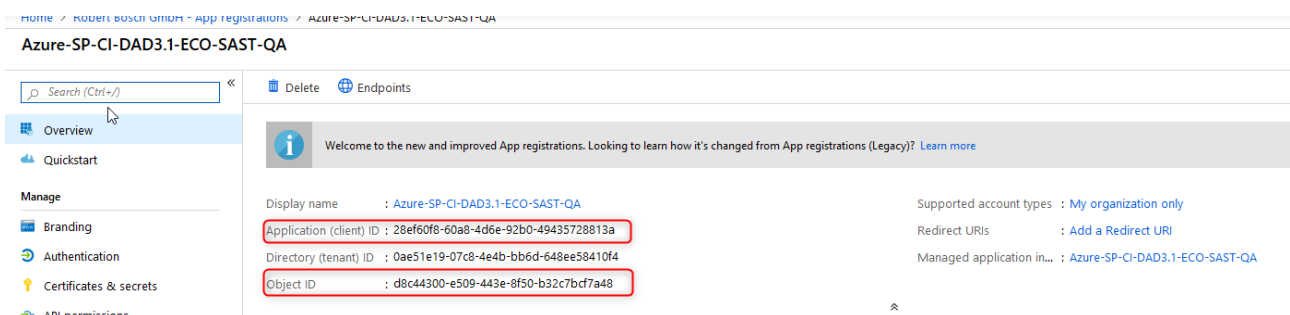 Home > Robert Bosch GmbH - App registrations > Azure-SP-CI-DAD3.1-ECO-SAST-QA
Azure-SP-CI-DAD3.1-ECO-SAST-QA
Search (Ctrl+/)
«
Delete
Endpoints
Overview
Quickstart
Welcome to the new and improved App registrations. Looking to learn how it's changed from App registrations (Legacy)? Learn more
Manage
Branding
Authentication
Certificates & secrets
API permissions
Display name : Azure-SP-CI-DAD3.1-ECO-SAST-QA
Application (client) ID : 28ef60f8-60a8-4d6e-92b0-49435728813a
Directory (tenant) ID : 0ae51e19-07c8-4e4b-bb6d-648ee58410f4
Object ID : d8c44300-e509-443e-8f50-b32c7bcf7a48
Supported account types : My organization only
Redirect URIs : Add a Redirect URI
Managed application in... : Azure-SP-CI-DAD3.1-ECO-SAST-QA